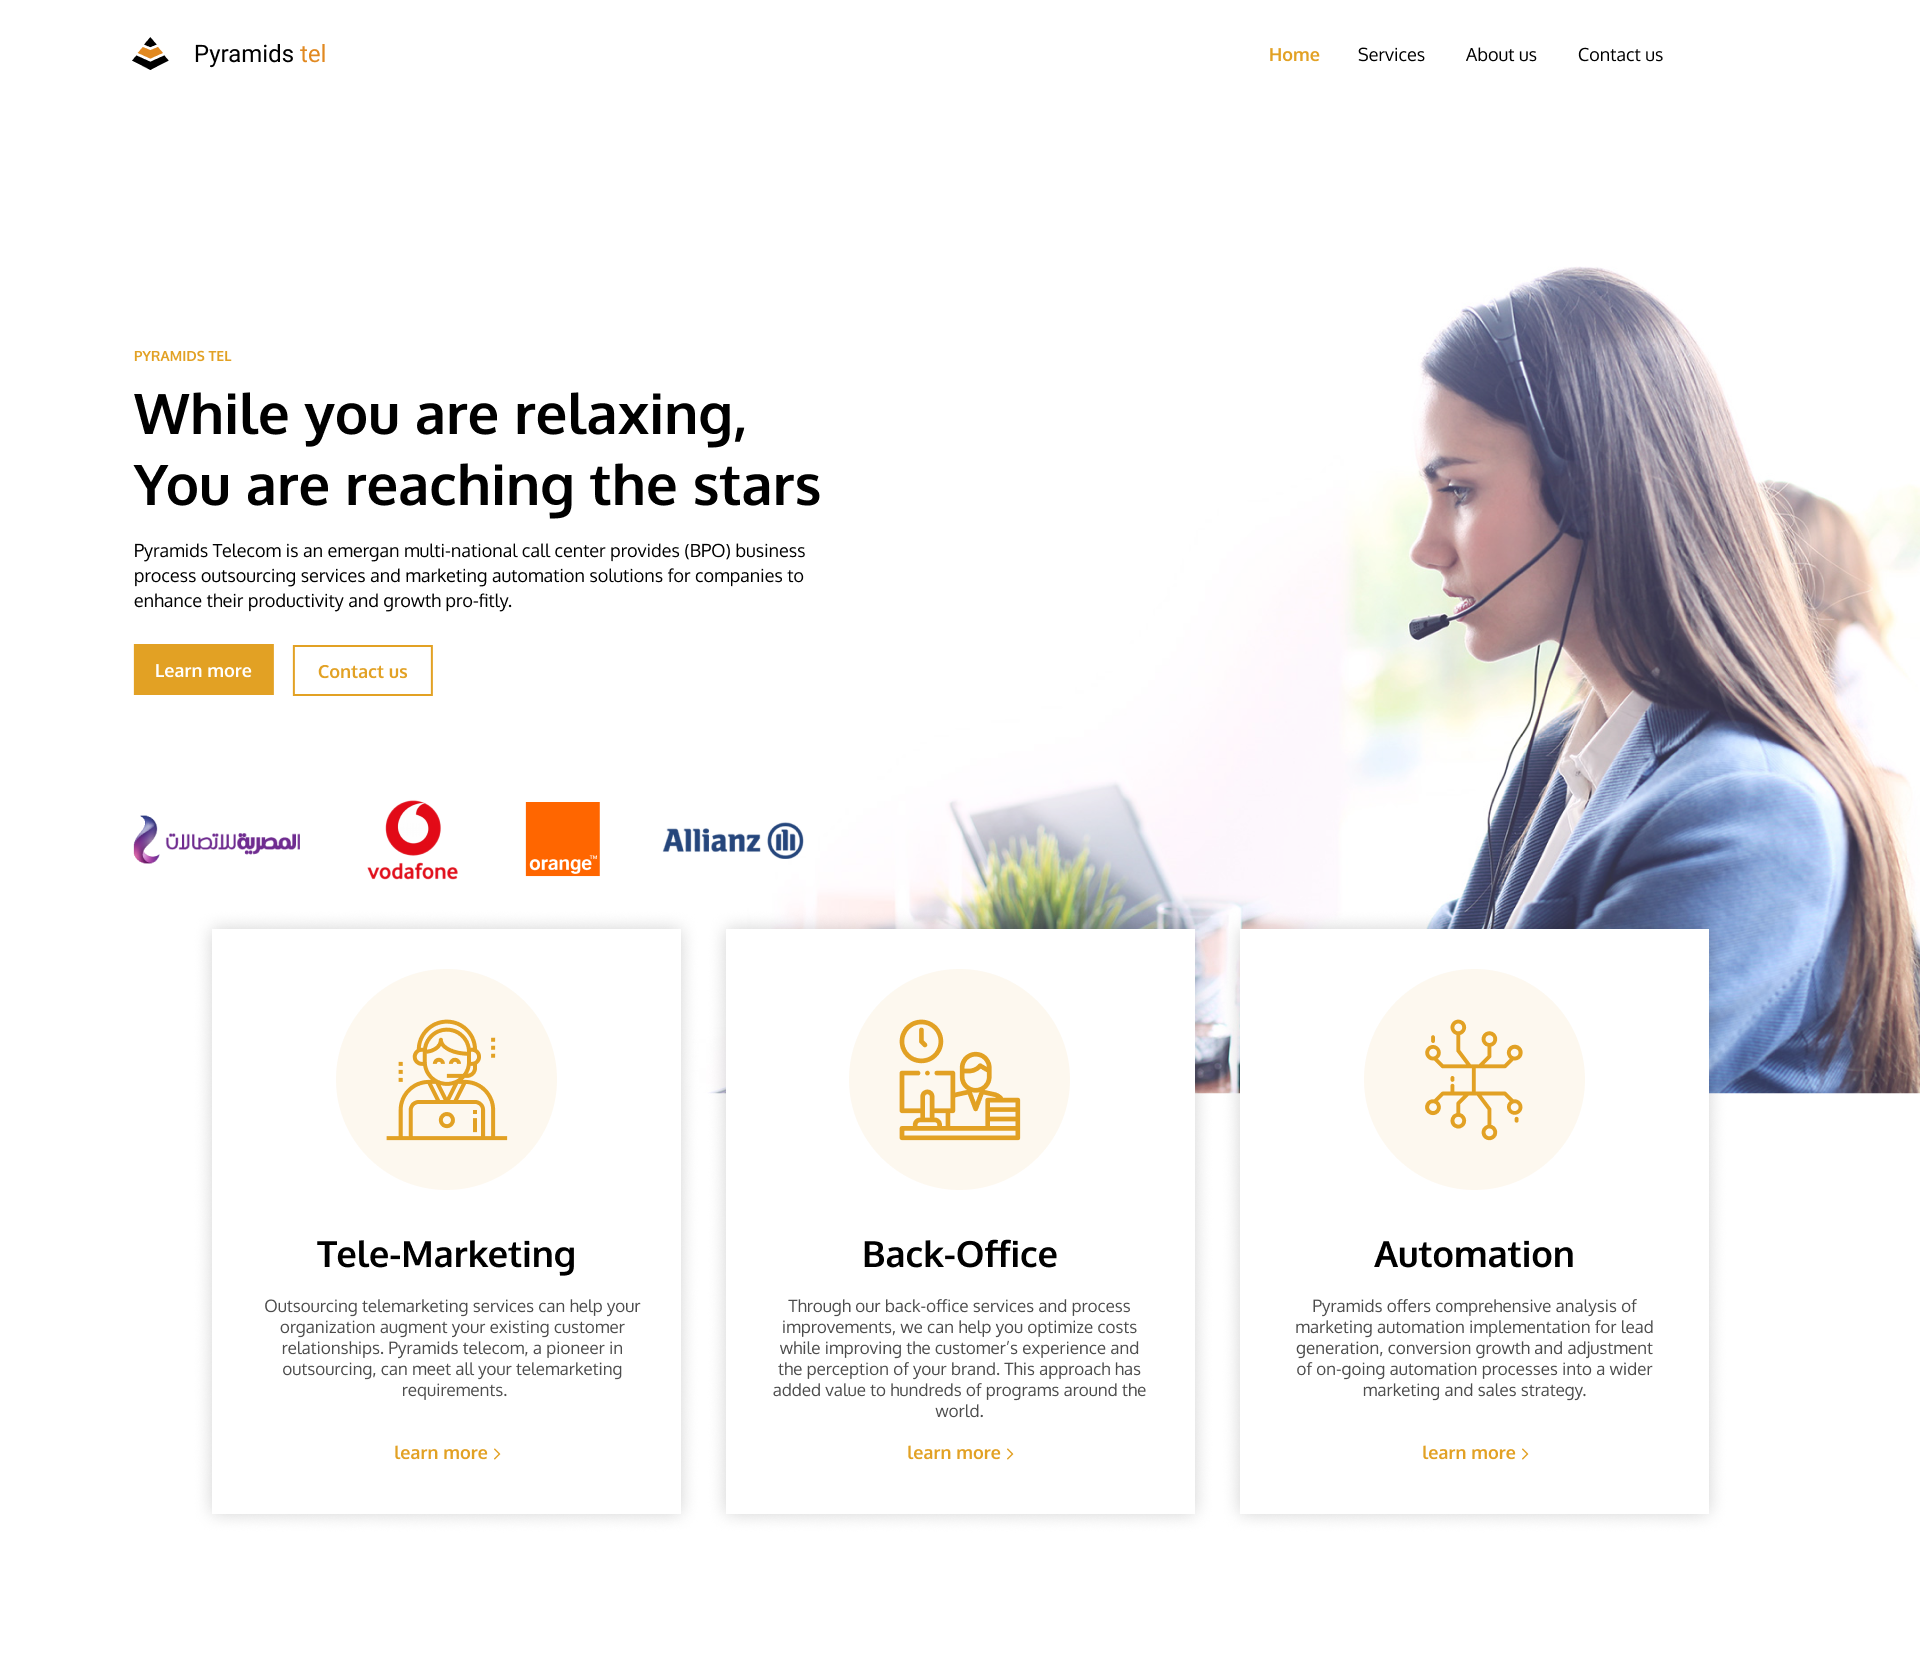 Pyramids tel
Home
Services
About us
Contact us
PYRAMIDS TEL
While you are relaxing,
You are reaching the stars
Pyramids Telecom is an emergan multi-national call center provides (BPO) business
process outsourcing services and marketing automation solutions for companies to
enhance their productivity and growth pro-fitly.
Learn more
Contact us
المصرية للاتصالات
vodafone
orange™
Allianz
Tele-Marketing
Outsourcing telemarketing services can help your
organization augment your existing customer
relationships. Pyramids telecom, a pioneer in
outsourcing, can meet all your telemarketing
requirements.
learn more >
Back-Office
Through our back-office services and process
improvements, we can help you optimize costs
while improving the customer’s experience and
the perception of your brand. This approach has
added value to hundreds of programs around the
world.
learn more >
Automation
Pyramids offers comprehensive analysis of
marketing automation implementation for lead
generation, conversion growth and adjustment
of on-going automation processes into a wider
marketing and sales strategy.
learn more >